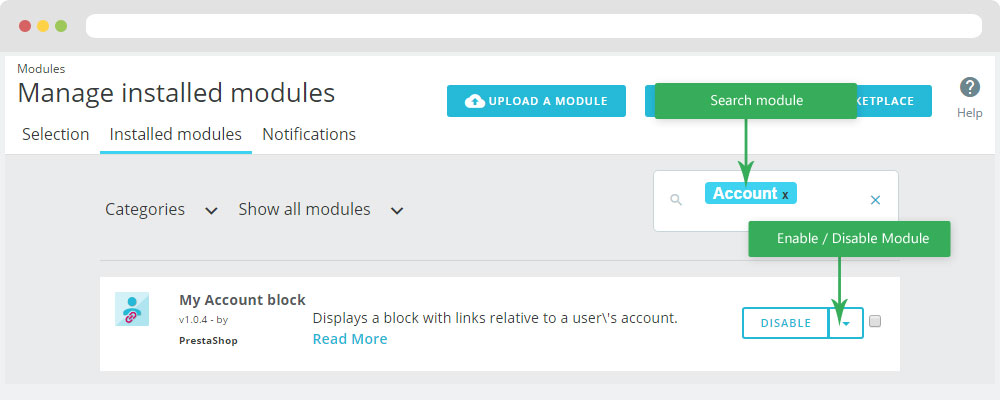 Modules
Manage installed modules
UPLOAD A MODULE
Search module
KETPLACE
Help
Selection
Installed modules
Notifications
Categories
Show all modules
Account x
Enable / Disable Module
My Account block
v1.0.4 - by
PrestaShop
Displays a block with links relative to a user\'s account.
Read More
DISABLE